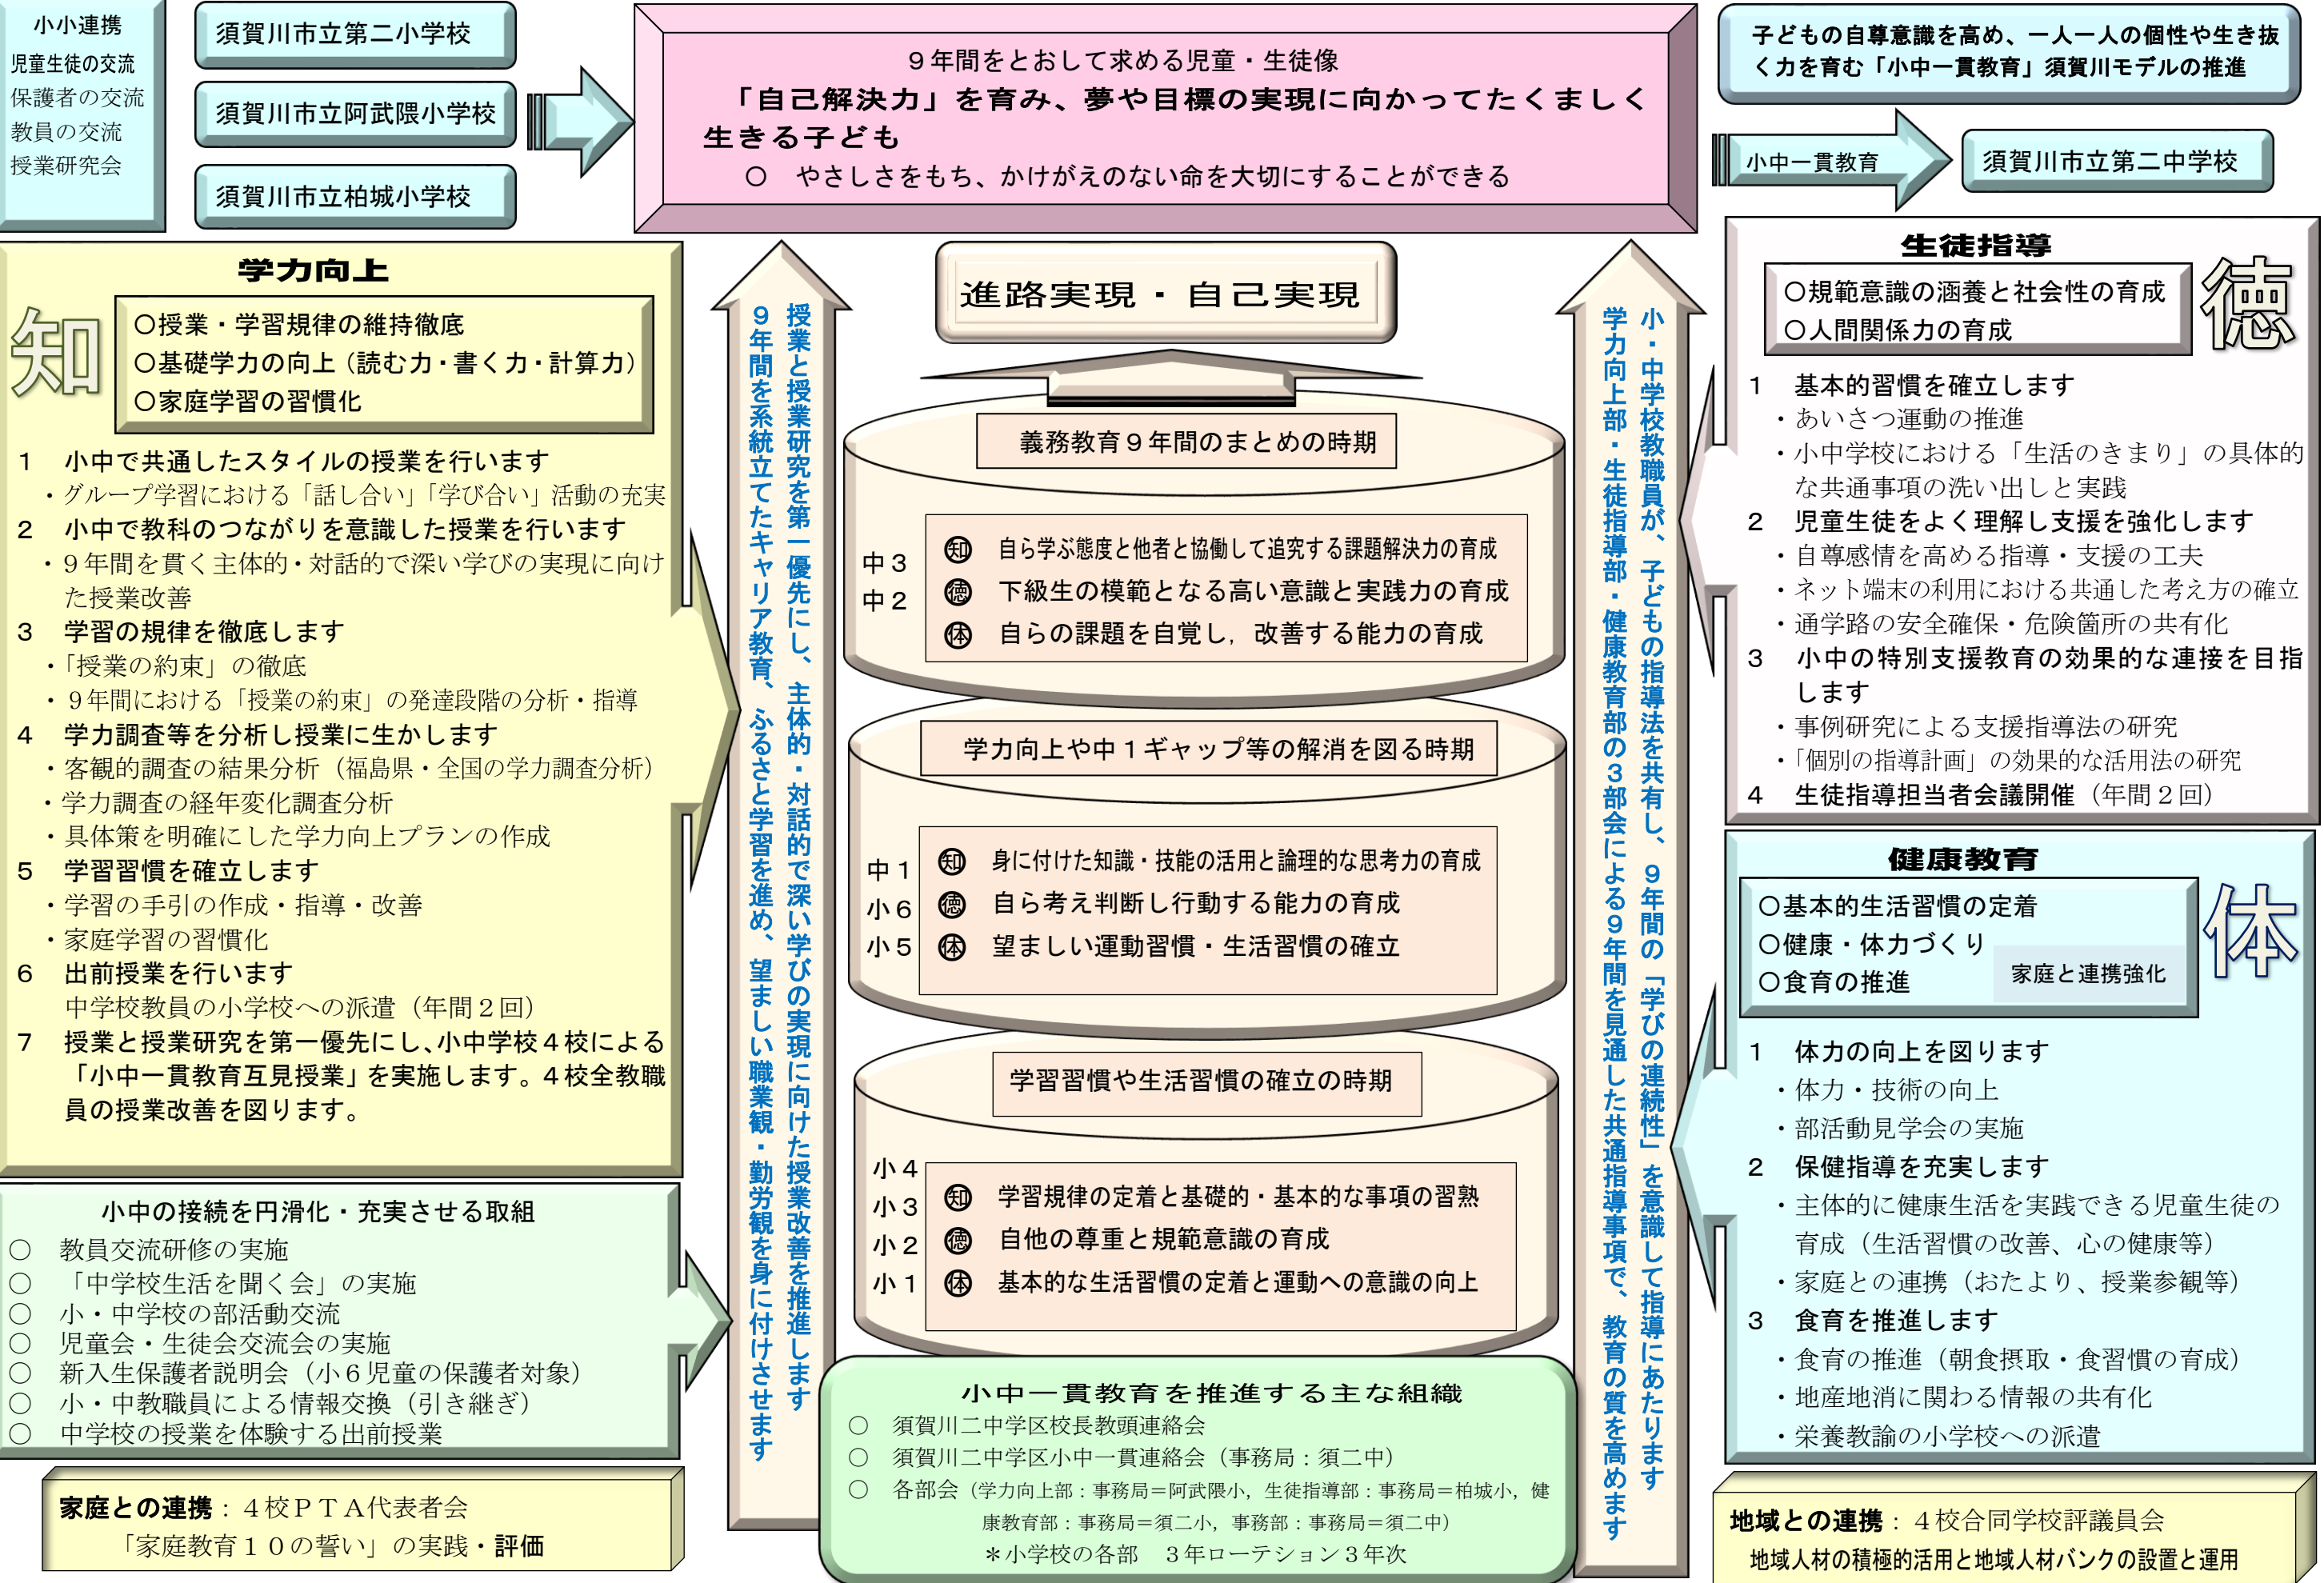 小小連携
児童生徒の交流
保護者の交流
教員の交流
授業研究会
須賀川市立第二小学校
須賀川市立阿武隈小学校
須賀川市立柏城小学校
９年間をとおして求める児童・生徒像
「自己解決力」を育み、夢や目標の実現に向かってたくましく
生きる子ども
○　やさしさをもち、かけがえのない命を大切にすることができる
子どもの自尊意識を高め、一人一人の個性や生き抜
く力を育む「小中一貫教育」須賀川モデルの推進
小中一貫教育
須賀川市立第二中学校
学力向上
知
○授業・学習規律の維持徹底
○基礎学力の向上（読む力・書く力・計算力）
○家庭学習の習慣化
１　小中で共通したスタイルの授業を行います
・グループ学習における「話し合い」「学び合い」活動の充実
２　小中で教科のつながりを意識した授業を行います
・９年間を貫く主体的・対話的で深い学びの実現に向け
た授業改善
３　学習の規律を徹底します
・「授業の約束」の徹底
・９年間における「授業の約束」の発達段階の分析・指導
４　学力調査等を分析し授業に生かします
・客観的調査の結果分析（福島県・全国の学力調査分析）
・学力調査の経年変化調査分析
・具体策を明確にした学力向上プランの作成
５　学習習慣を確立します
・学習の手引の作成・指導・改善
・家庭学習の習慣化
６　出前授業を行います
中学校教員の小学校への派遣（年間２回）
７　授業と授業研究を第一優先にし、小中学校４校による
「小中一貫教育互見授業」を実施します。４校全教職
員の授業改善を図ります。
小中の接続を円滑化・充実させる取組
○　教員交流研修の実施
○　「中学校生活を聞く会」の実施
○　小・中学校の部活動交流
○　児童会・生徒会交流会の実施
○　新入生保護者説明会（小６児童の保護者対象）
○　小・中教職員による情報交換（引き継ぎ）
○　中学校の授業を体験する出前授業
家庭との連携：４校ＰＴＡ代表者会
「家庭教育１０の誓い」の実践・評価
授業と授業研究を第一優先にし、主体的・対話的で深い学びの実現に向けた授業改善を推進します
９年間を系統立てたキャリア教育、ふるさと学習を進め、望ましい職業観・勤労観を身に付けさせます
進路実現・自己実現
義務教育９年間のまとめの時期
中３
中２
知　自ら学ぶ態度と他者と協働して追究する課題解決力の育成
徳　下級生の模範となる高い意識と実践力の育成
体　自らの課題を自覚し，改善する能力の育成
学力向上や中１ギャップ等の解消を図る時期
中１
小６
小５
知　身に付けた知識・技能の活用と論理的な思考力の育成
徳　自ら考え判断し行動する能力の育成
体　望ましい運動習慣・生活習慣の確立
学習習慣や生活習慣の確立の時期
小４
小３
小２
小１
知　学習規律の定着と基礎的・基本的な事項の習熟
徳　自他の尊重と規範意識の育成
体　基本的な生活習慣の定着と運動への意識の向上
小中一貫教育を推進する主な組織
○　須賀川二中学区校長教頭連絡会
○　須賀川二中学区小中一貫連絡会（事務局：須二中）
○　各部会（学力向上部：事務局＝阿武隈小，生徒指導部：事務局＝柏城小，健
康教育部：事務局＝須二小，事務部：事務局＝須二中）
＊小学校の各部　３年ローテション３年次
小・中学校教職員が、子どもの指導法を共有し、９年間の「学びの連続性」を意識して指導にあたります
学力向上部・生徒指導部・健康教育部の３部会による９年間を見通した共通指導事項で、教育の質を高めます
生徒指導
徳
○規範意識の涵養と社会性の育成
○人間関係力の育成
１　基本的習慣を確立します
・あいさつ運動の推進
・小中学校における「生活のきまり」の具体的
な共通事項の洗い出しと実践
２　児童生徒をよく理解し支援を強化します
・自尊感情を高める指導・支援の工夫
・ネット端末の利用における共通した考え方の確立
・通学路の安全確保・危険箇所の共有化
３　小中の特別支援教育の効果的な連接を目指
します
・事例研究による支援指導法の研究
・「個別の指導計画」の効果的な活用法の研究
４　生徒指導担当者会議開催（年間２回）
健康教育
体
○基本的生活習慣の定着
○健康・体力づくり
○食育の推進
家庭と連携強化
１　体力の向上を図ります
・体力・技術の向上
・部活動見学会の実施
２　保健指導を充実します
・主体的に健康生活を実践できる児童生徒の
育成（生活習慣の改善、心の健康等）
・家庭との連携（おたより、授業参観等）
３　食育を推進します
・食育の推進（朝食摂取・食習慣の育成）
・地産地消に関わる情報の共有化
・栄養教諭の小学校への派遣
地域との連携：４校合同学校評議員会
地域人材の積極的活用と地域人材バンクの設置と運用